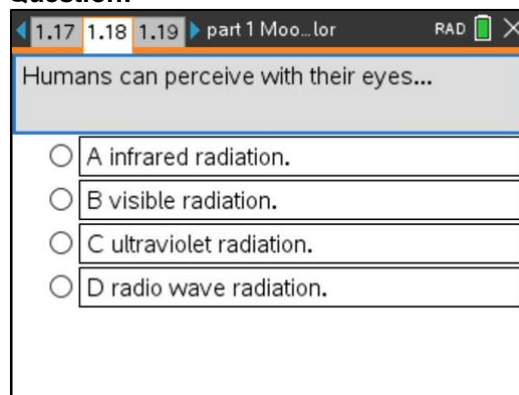 1.17 1.18 1.19 part 1 Moo...lor RAD
Humans can perceive with their eyes...
A infrared radiation.
B visible radiation.
C ultraviolet radiation.
D radio wave radiation.